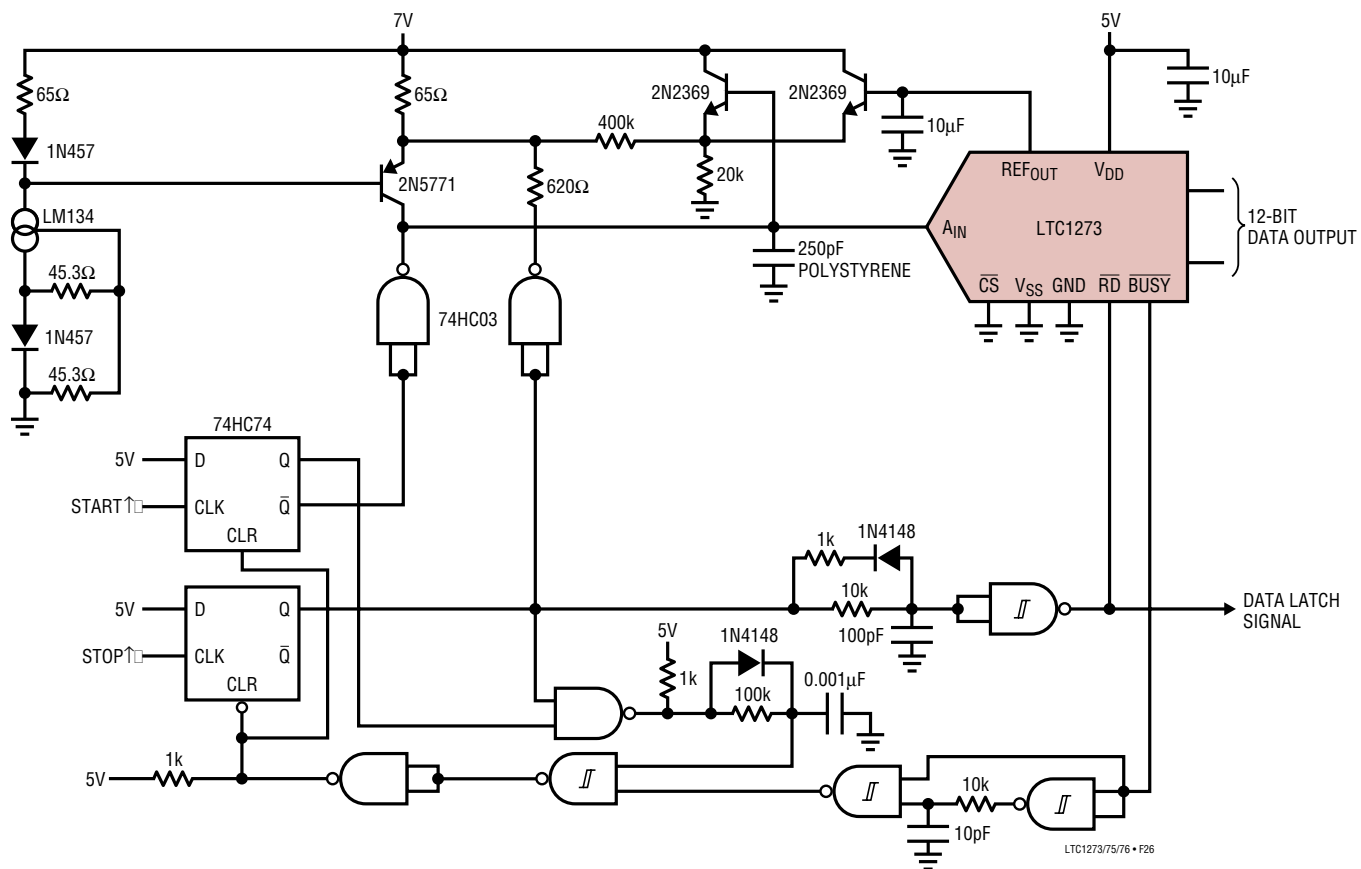 7V
5V
65Ω
65Ω
2N2369
2N2369
10µF
1N457
400k
10µF
REFOUT
VDD
2N5771
620Ω
20k
LM134
AIN
LTC1273
12-BIT
DATA OUTPUT
250pF
POLYSTYRENE
45.3Ω
CS VSS GND RD BUSY
74HC03
1N457
45.3Ω
74HC74
5V
D
Q
START↑
CLK
Q
CLR
1k
1N4148
5V
D
Q
10k
DATA LATCH
SIGNAL
100pF
5V
1N4148
STOP↑
CLK
Q
CLR
1k
100k
0.001µF
1k
5V
10k
10pF
LTC1273/75/76 • F26